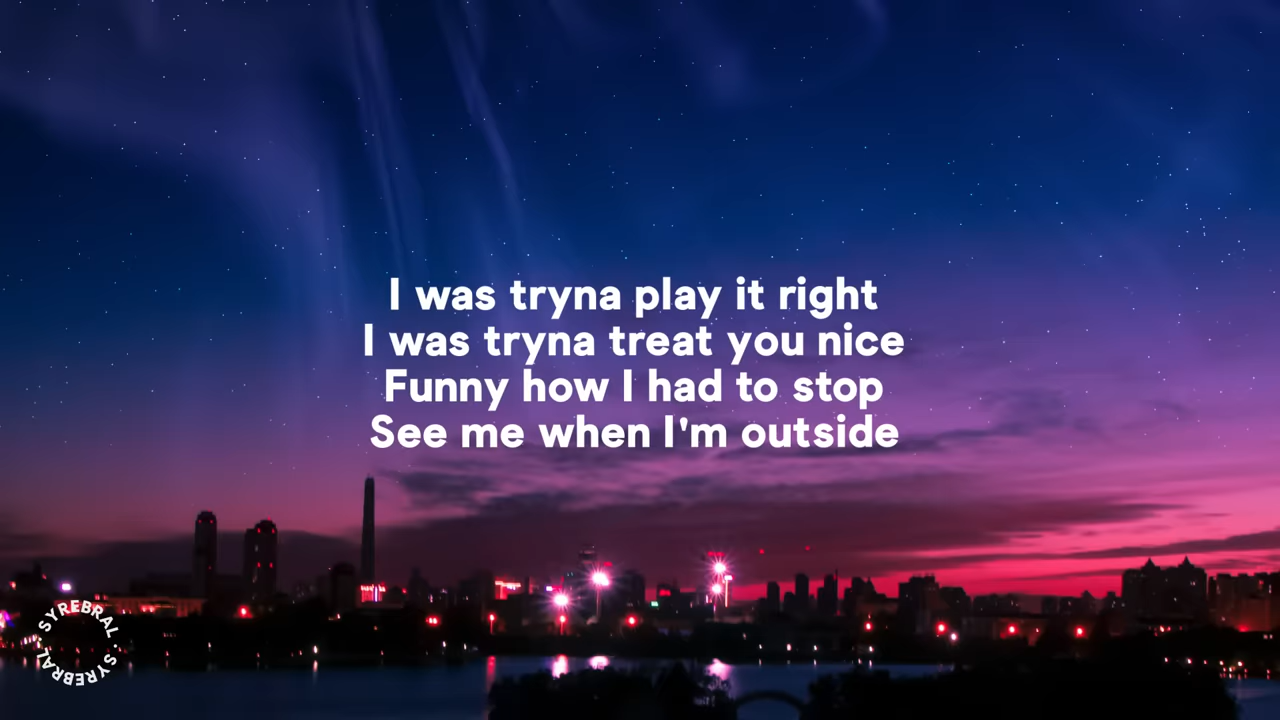 I was tryna play it right
I was tryna treat you nice
Funny how I had to stop
See me when I'm outside
SYREBRAL · SYREBRAL ·